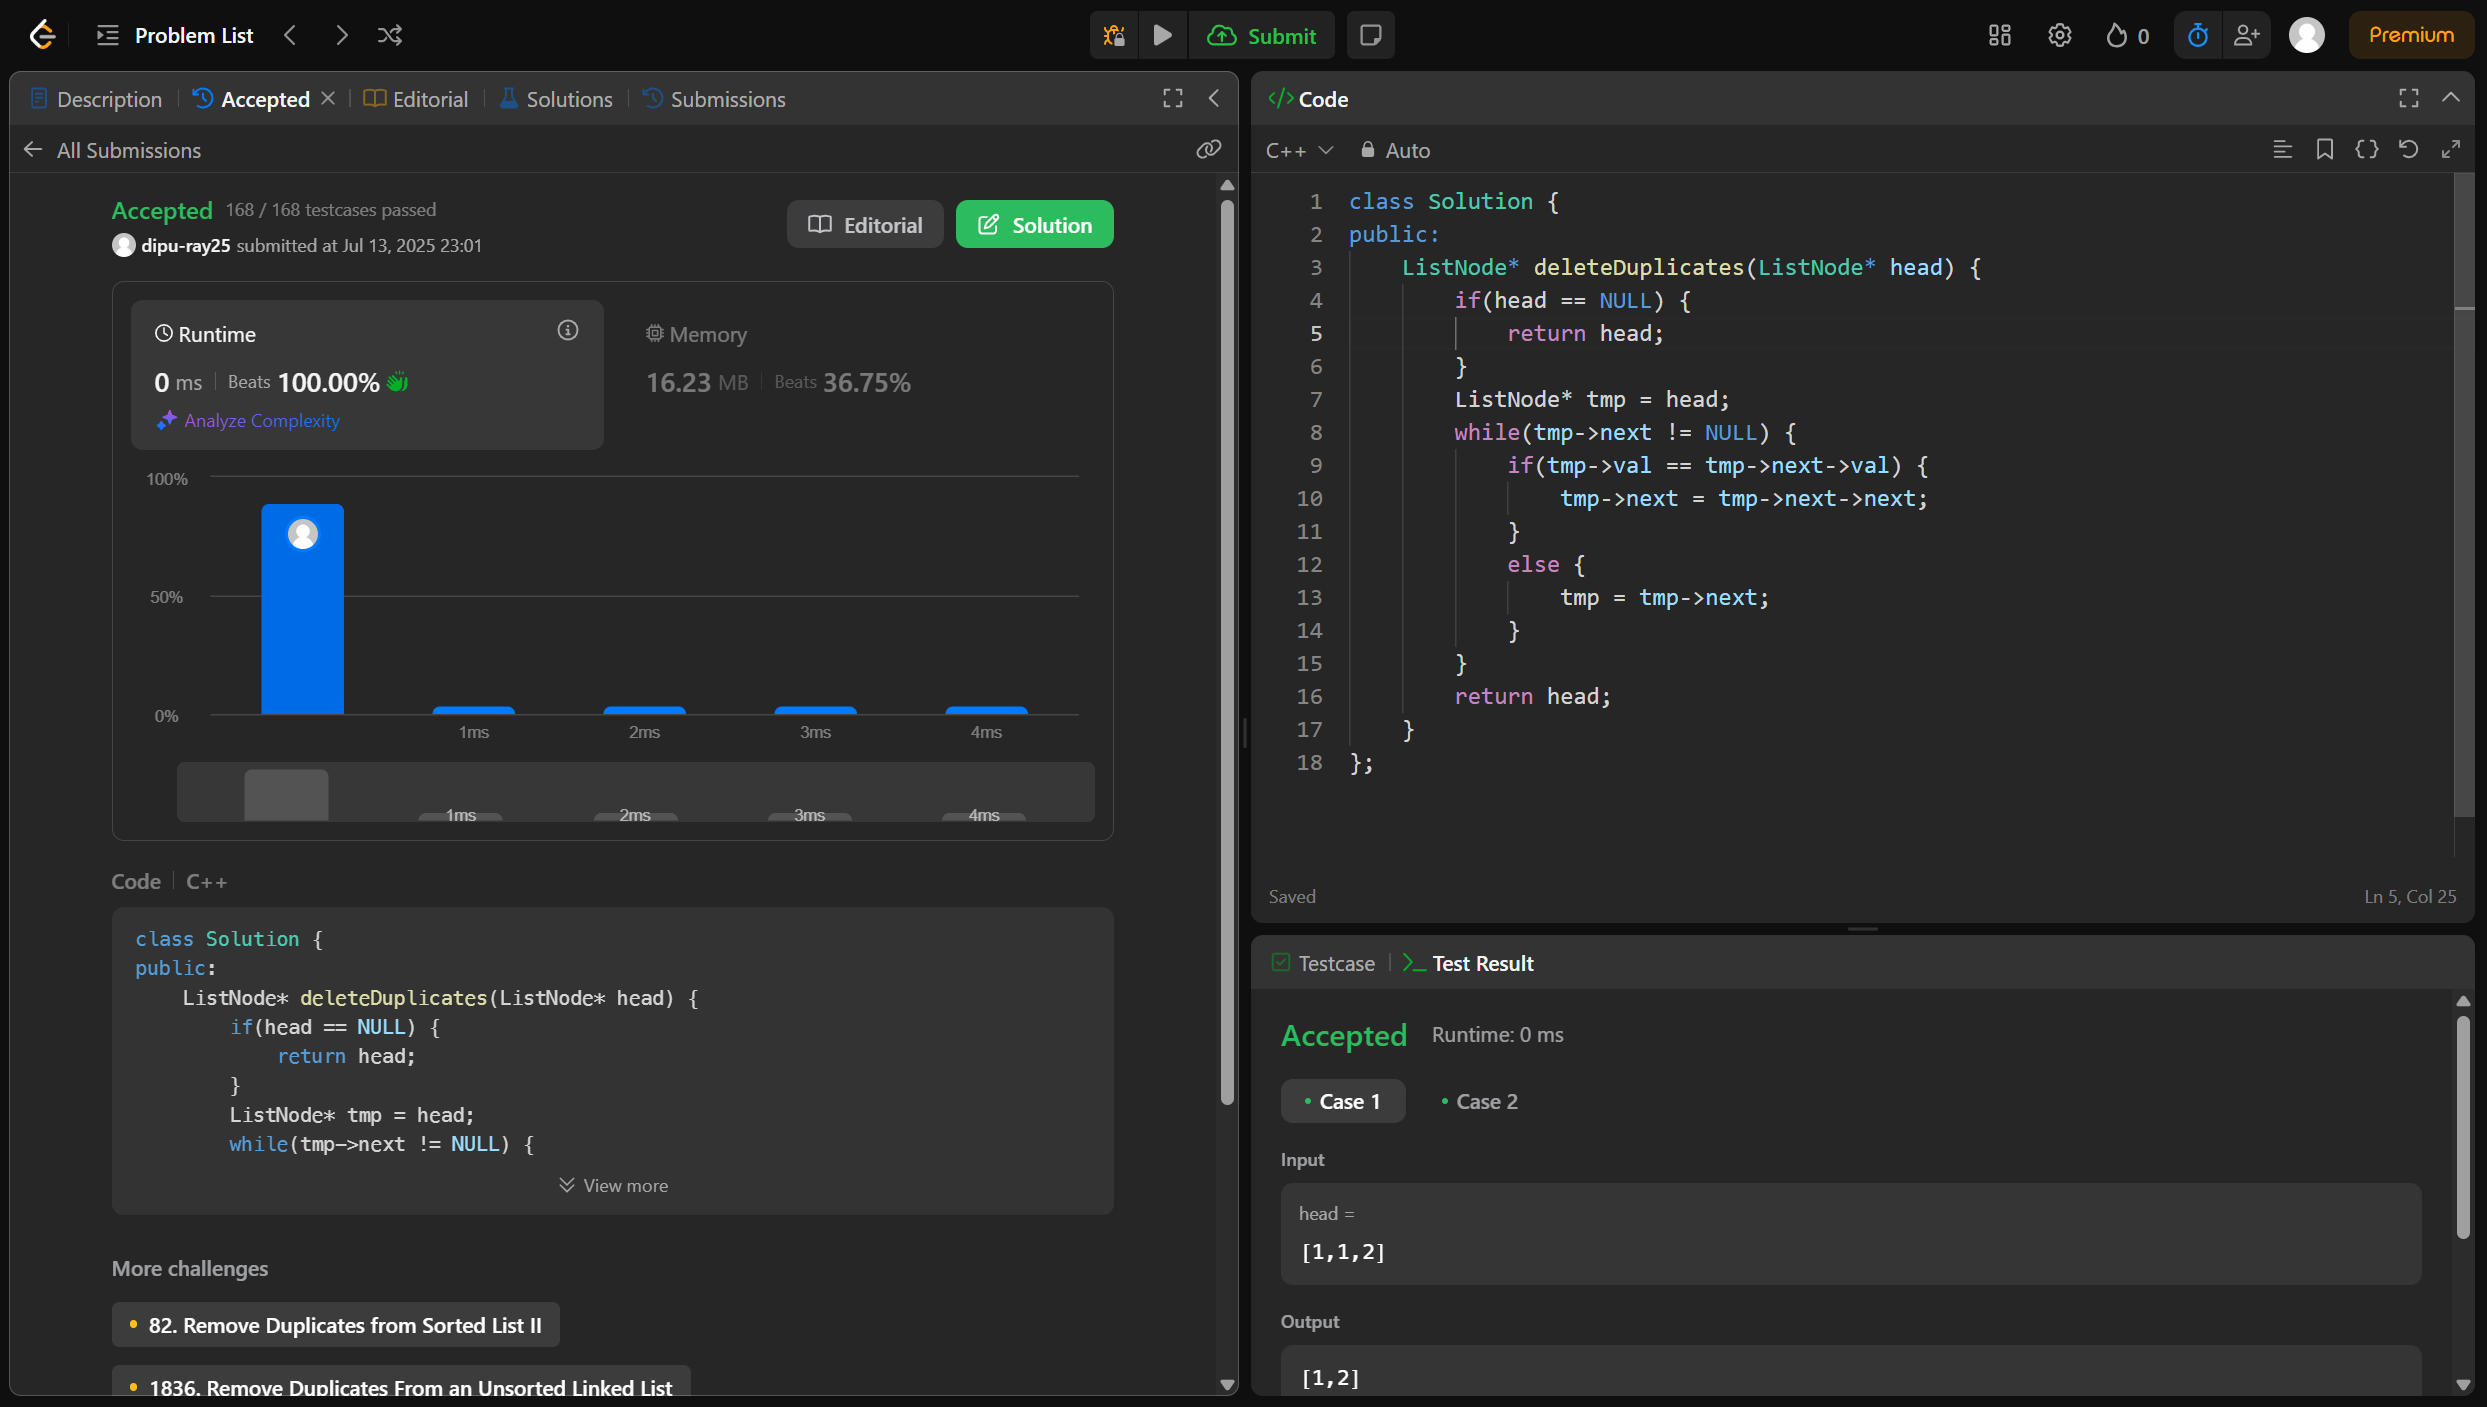 Problem List
Submit
0
Premium
Description
Accepted
Editorial
Solutions
Submissions
All Submissions
Accepted 168 / 168 testcases passed
dipu-ray25 submitted at Jul 13, 2025 23:01
Editorial
Solution
Runtime
0 ms Beats 100.00%
Analyze Complexity
Memory
16.23 MB Beats 36.75%
100%
50%
0%
1ms 2ms 3ms 4ms
1ms 2ms 3ms 4ms
Code C++
class Solution {
public:
    ListNode* deleteDuplicates(ListNode* head) {
        if(head == NULL) {
            return head;
        }
        ListNode* tmp = head;
        while(tmp->next != NULL) {
View more
More challenges
82. Remove Duplicates from Sorted List II
1836. Remove Duplicates From an Unsorted Linked List
</> Code
C++ Auto
1 class Solution {
2 public:
3     ListNode* deleteDuplicates(ListNode* head) {
4         if(head == NULL) {
5             return head;
6         }
7         ListNode* tmp = head;
8         while(tmp->next != NULL) {
9             if(tmp->val == tmp->next->val) {
10                 tmp->next = tmp->next->next;
11             }
12             else {
13                 tmp = tmp->next;
14             }
15         }
16         return head;
17     }
18 };
Saved
Ln 5, Col 25
Testcase
Test Result
Accepted Runtime: 0 ms
Case 1
Case 2
Input
head =
[1,1,2]
Output
[1,2]